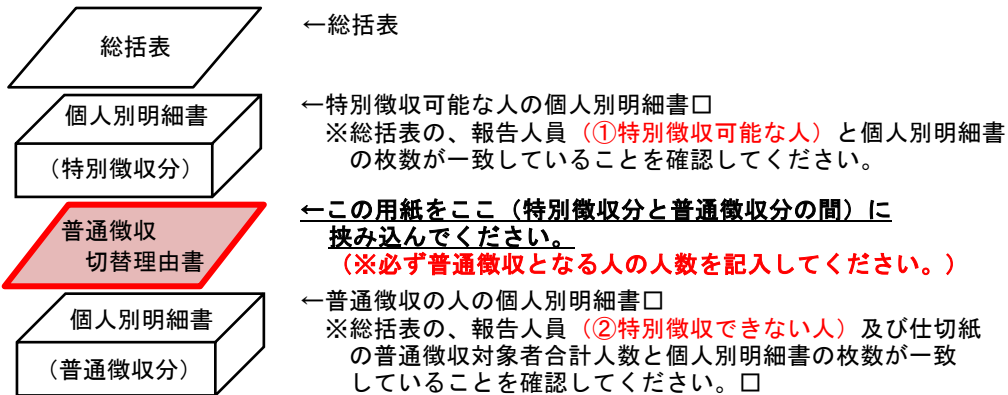 総括表
←総括表
個人別明細書
（特別徴収分）
←特別徴収可能な人の個人別明細書□
※総括表の、報告人員（①特別徴収可能な人）と個人別明細書
の枚数が一致していることを確認してください。
普通徴収
切替理由書
←この用紙をここ（特別徴収分と普通徴収分の間）に
挟み込んでください。
（※必ず普通徴収となる人の人数を記入してください。）
個人別明細書
（普通徴収分）
←普通徴収の人の個人別明細書□
※総括表の、報告人員（②特別徴収できない人）及び仕切紙
の普通徴収対象者合計人数と個人別明細書の枚数が一致
していることを確認してください。□